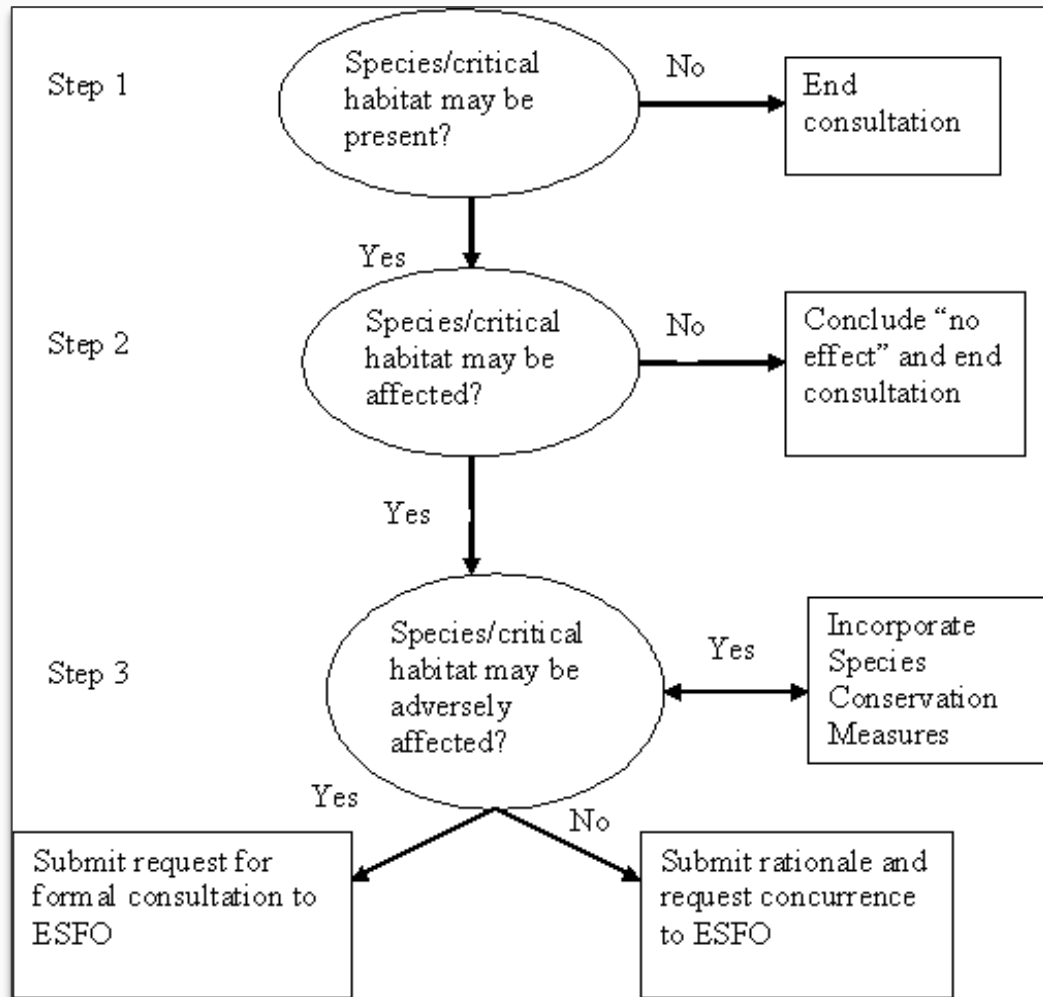 Step 1
Species/critical
habitat may be
present?
No
End
consultation
Yes
Step 2
Species/critical
habitat may be
affected?
No
Conclude “no
effect” and end
consultation
Yes
Step 3
Species/critical
habitat may be
adversely
affected?
Yes
Incorporate
Species
Conservation
Measures
Yes
No
Submit request for
formal consultation to
ESFO
Submit rationale and
request concurrence
to ESFO